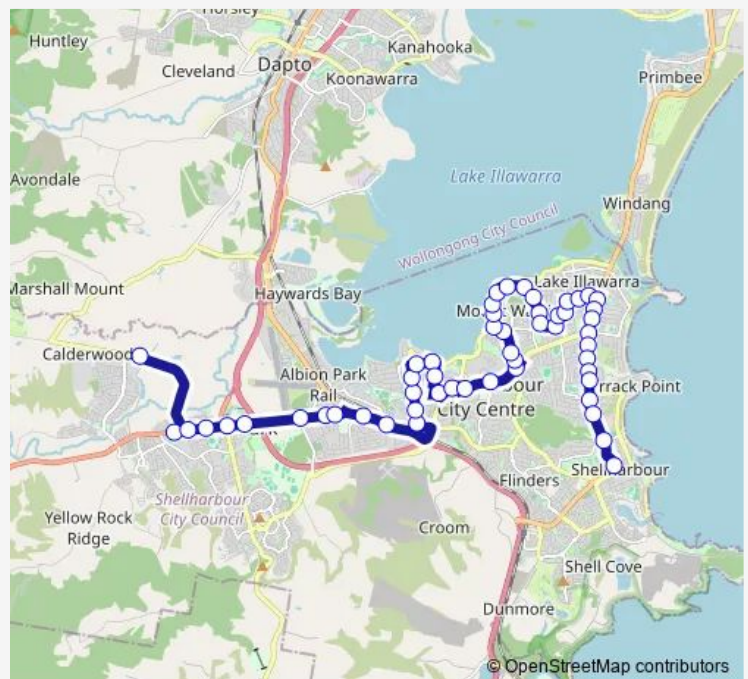 Horsley
Huntley
Kanahooka
Dapto
Cleveland
Koonawarra
Primbee
Avondale
Lake Illawarra
Windang
Wollongong City Council
Marshall Mount
Haywards Bay
Lake Illawarra
Calderwood
Albion Park
Rail
City Centre
Shellharbour
Flinders
Shellharbour
City Council
Yellow Rock
Ridge
Croom
Shell Cove
Dunmore
© OpenStreetMap contributors